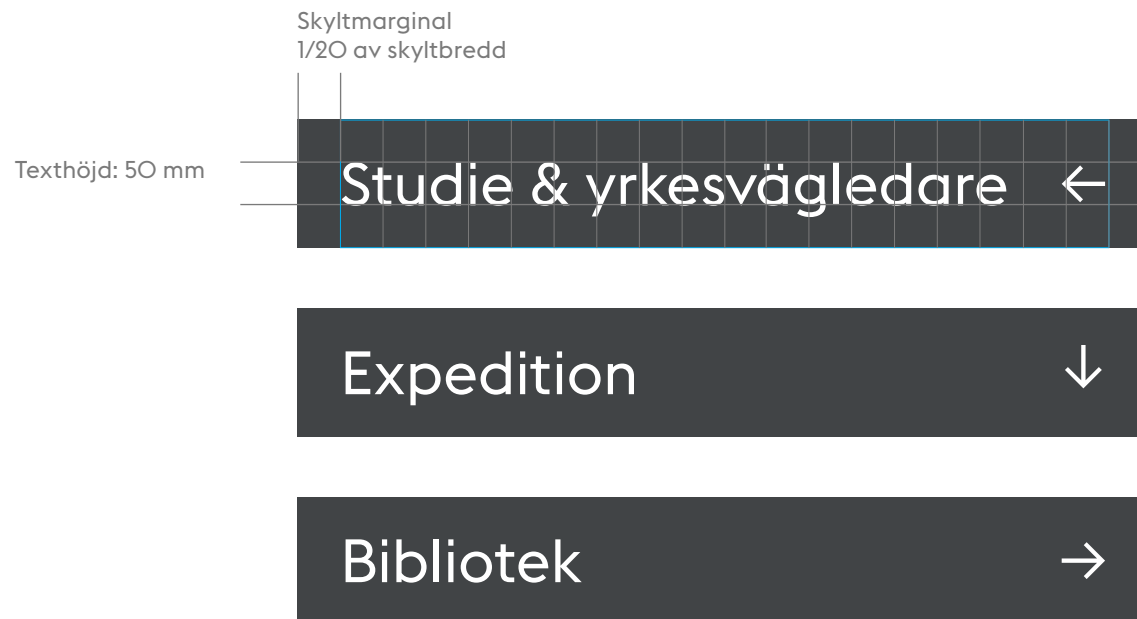 Skyltmarginal
1/20 av skyltbredd
Texthöjd: 50 mm
Studie & yrkesvägledare ←
Expedition ↓
Bibliotek →